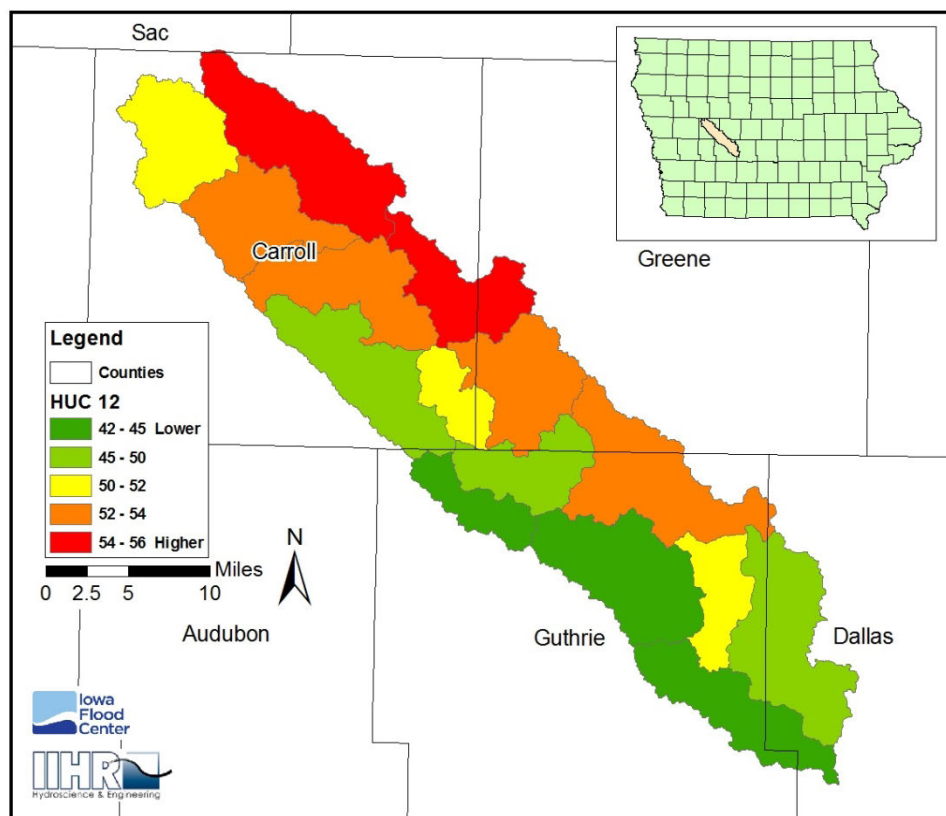 Sac
Carroll
Greene
Legend
Counties
HUC 12
42 - 45 Lower
45 - 50
50 - 52
52 - 54
54 - 56 Higher
Miles
0 2.5 5 10
N
Audubon
Guthrie
Dallas
Iowa
Flood
Center
IIHR
Hydroscience & Engineering